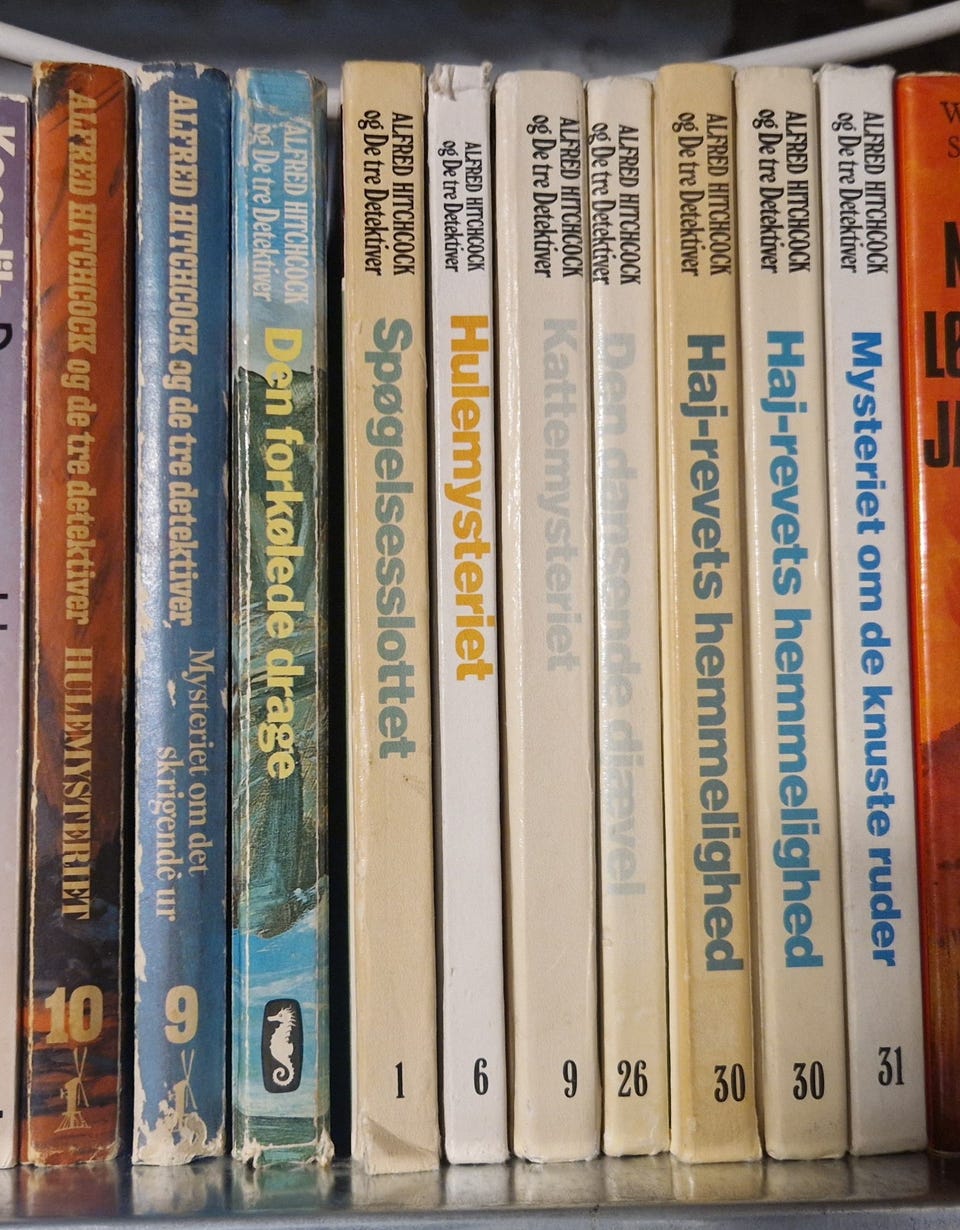 ALFRED HITCHCOCK og de tre detektiver HULEMYSTERIET
10
ALFRED HITCHCOCK og de tre detektiver,
Mysteriet om det
skrigende ur
9
ALFRED HITCHCOCK
og De tre Detektiver
Den forkølede drage
ALFRED HITCHCOCK
og De tre Detektiver
Spøgelsesslottet
1
ALFRED HITCHCOCK
og De tre Detektiver
Hulemysteriet
6
ALFRED HITCHCOCK
og De tre Detektiver
Kattemysteriet
9
ALFRED HITCHCOCK
og De tre Detektiver
Den dansende djævel
26
ALFRED HITCHCOCK
og De tre Detektiver
Haj-revets hemmelighed
30
ALFRED HITCHCOCK
og De tre Detektiver
Haj-revets hemmelighed
30
ALFRED HITCHCOCK
og De tre Detektiver
Mysteriet om de knuste ruder
31